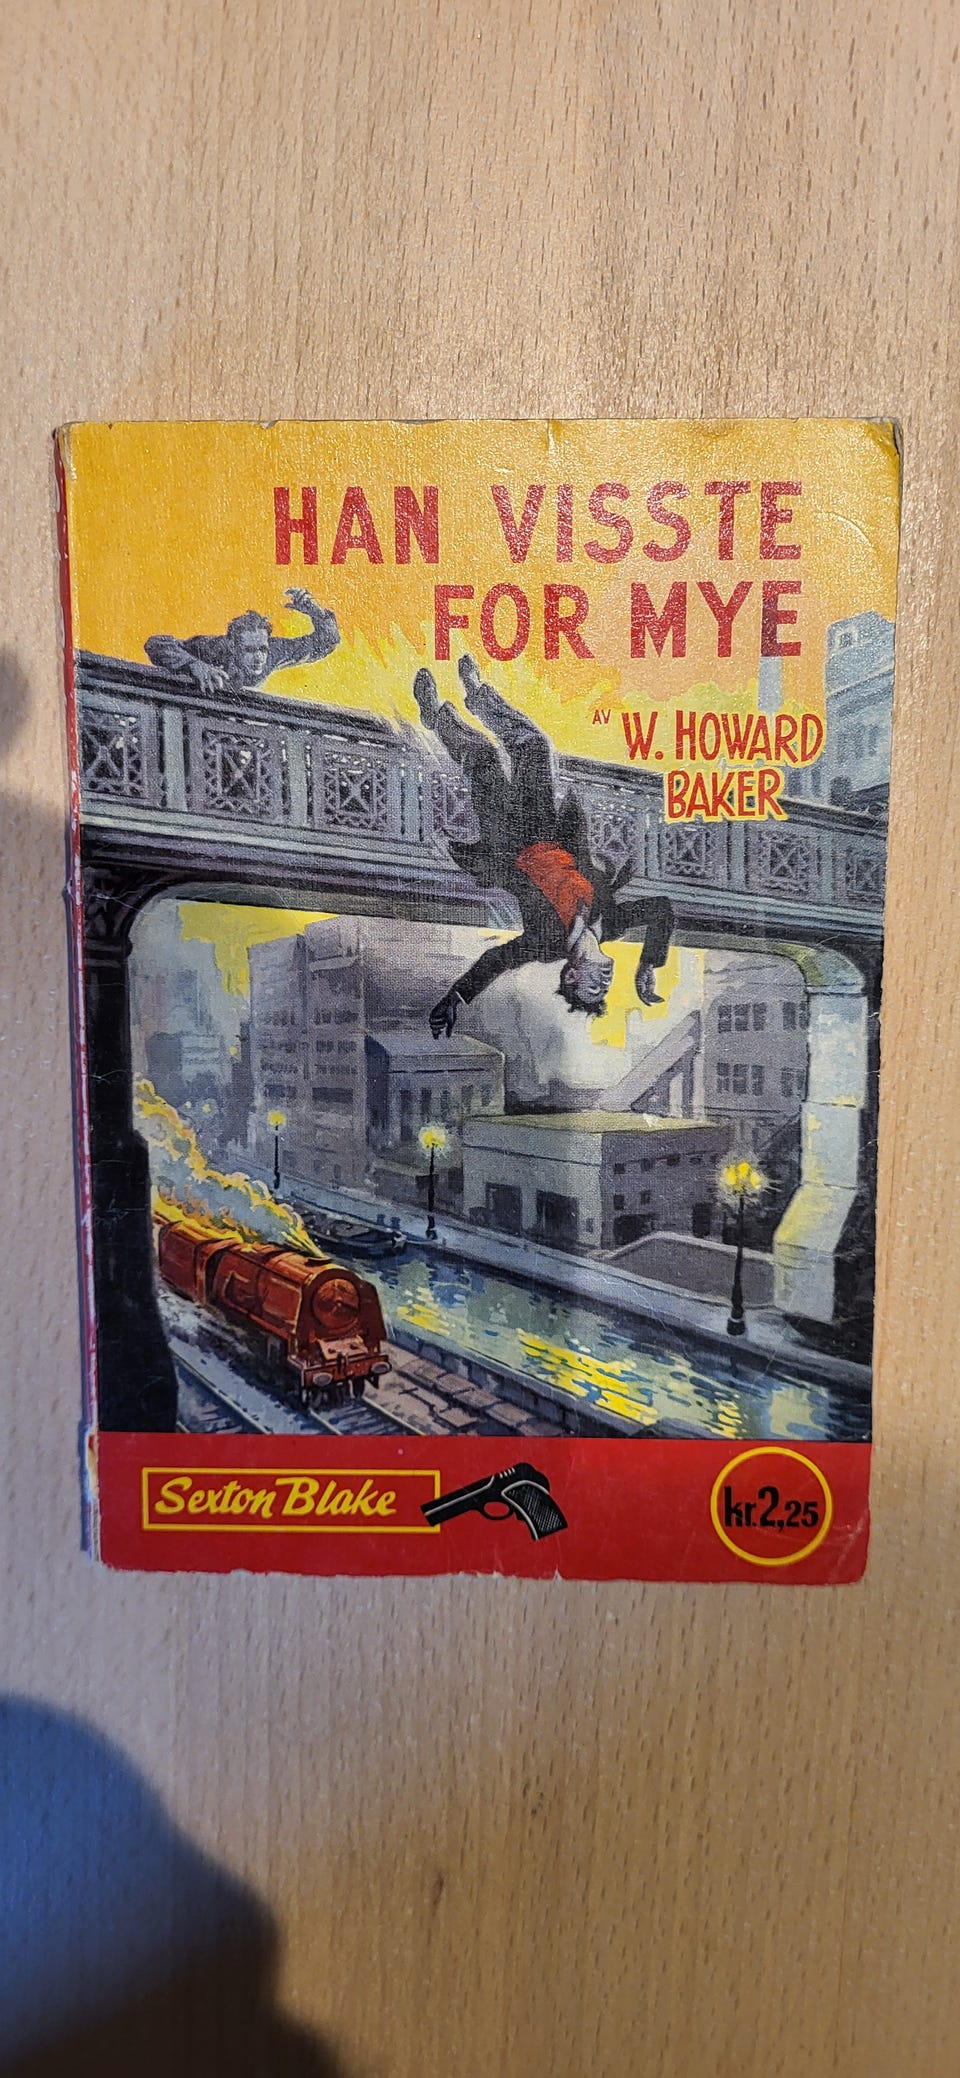 HAN VISSTE
FOR MYE
AV W. HOWARD
BAKER
Sexton Blake
kr. 2,25